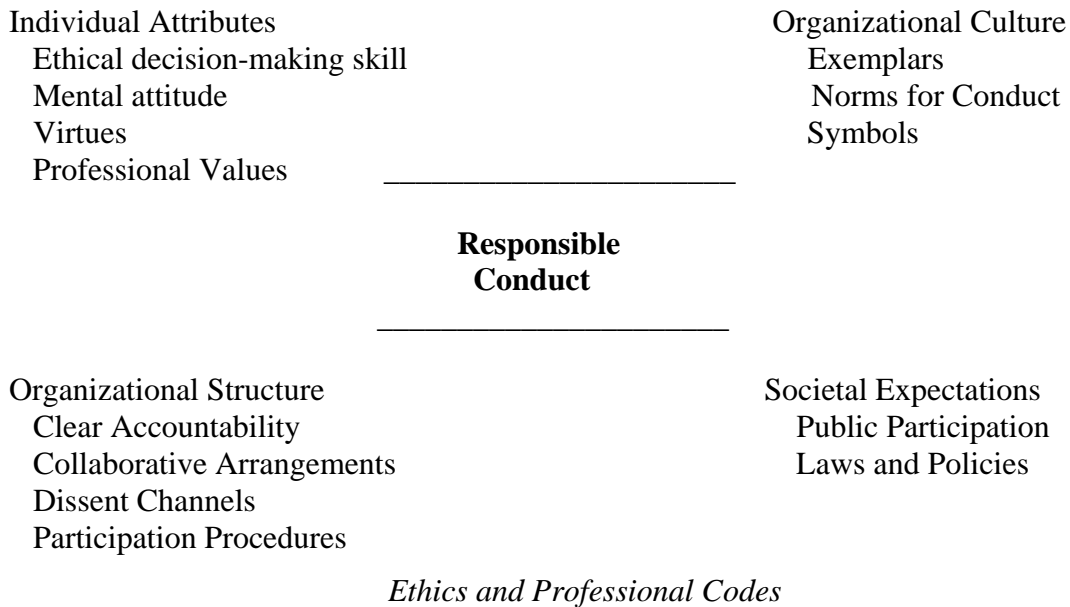 Individual Attributes
Ethical decision-making skill
Mental attitude
Virtues
Professional Values
Organizational Culture
Exemplars
Norms for Conduct
Symbols
Responsible
Conduct
Organizational Structure
Clear Accountability
Collaborative Arrangements
Dissent Channels
Participation Procedures
Societal Expectations
Public Participation
Laws and Policies
Ethics and Professional Codes